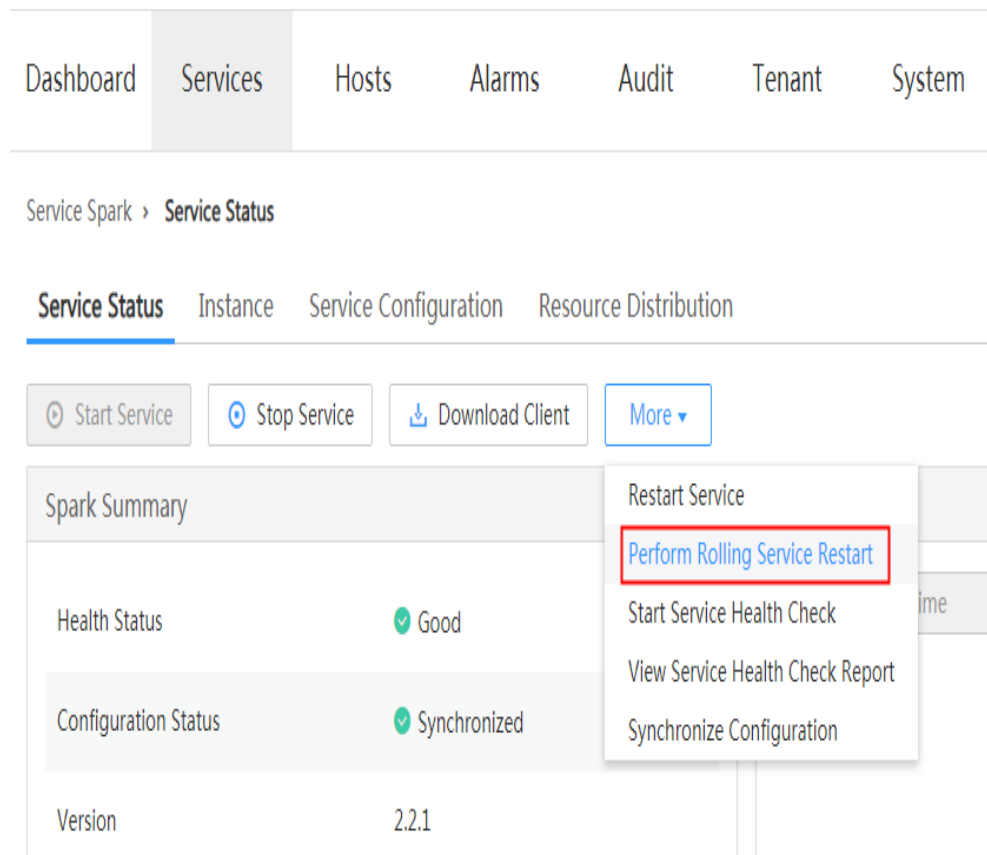 Dashboard Services Hosts Alarms Audit Tenant System
Service Spark › Service Status
Service Status Instance Service Configuration Resource Distribution
Start Service Stop Service Download Client More ▾
Spark Summary
Restart Service
Perform Rolling Service Restart
Start Service Health Check
View Service Health Check Report
Synchronize Configuration
Health Status Good
Configuration Status Synchronized
Version 2.2.1